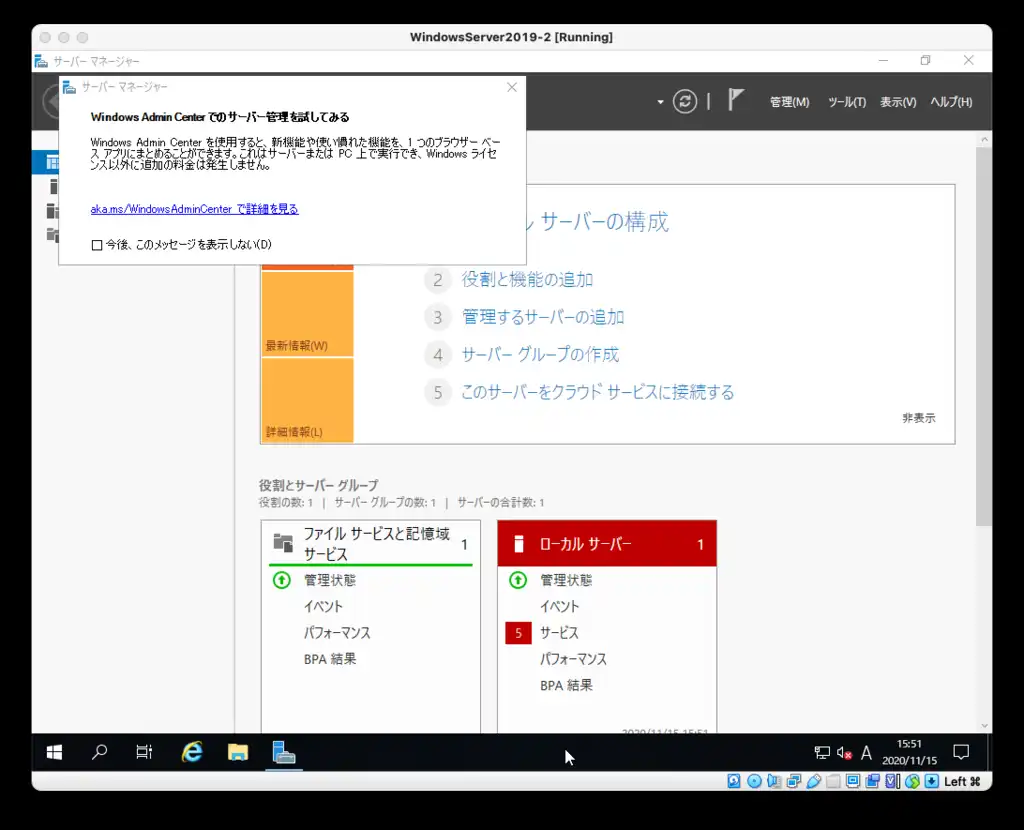 WindowsServer2019-2 [Running]
サーバー マネージャー
サーバー マネージャー
管理(M) ツール(T) 表示(V) ヘルプ(H)
Windows Admin Center でのサーバー管理を試してみる
Windows Admin Center を使用すると、新機能や使い慣れた機能を、1 つのブラウザー ベー
ス アプリにまとめることができます。これはサーバーまたは PC 上で実行でき、Windows ライセ
ンス以外に追加の料金は発生しません。
aka.ms/WindowsAdminCenter で詳細を見る
今後、このメッセージを表示しない(D)
サーバーの構成
2 役割と機能の追加
3 管理するサーバーの追加
4 サーバー グループの作成
5 このサーバーをクラウド サービスに接続する
最新情報(W)
詳細情報(L)
非表示
役割とサーバー グループ
役割の数: 1 | サーバー グループの数: 1 | サーバーの合計数: 1
ファイル サービスと記憶域
サービス
1
管理状態
イベント
パフォーマンス
BPA 結果
ローカル サーバー 1
管理状態
イベント
5 サービス
パフォーマンス
BPA 結果
2020/11/15 15:51
A
15:51
2020/11/15
Left ⌘